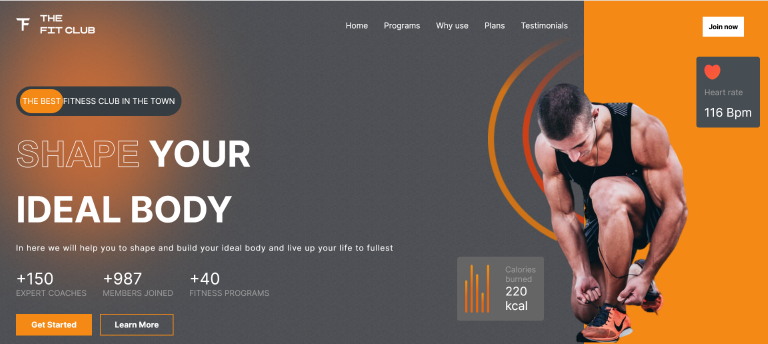 THE
FIT CLUB
Home Programs Why use Plans Testimonials
Join now
Heart rate
116 Bpm
THE BEST FITNESS CLUB IN THE TOWN
SHAPE YOUR
IDEAL BODY
In here we will help you to shape and build your ideal body and live up your life to fullest
+150 +987 +40
EXPERT COACHES MEMBERS JOINED FITNESS PROGRAMS
Calories
burned
220
kcal
Get Started Learn More